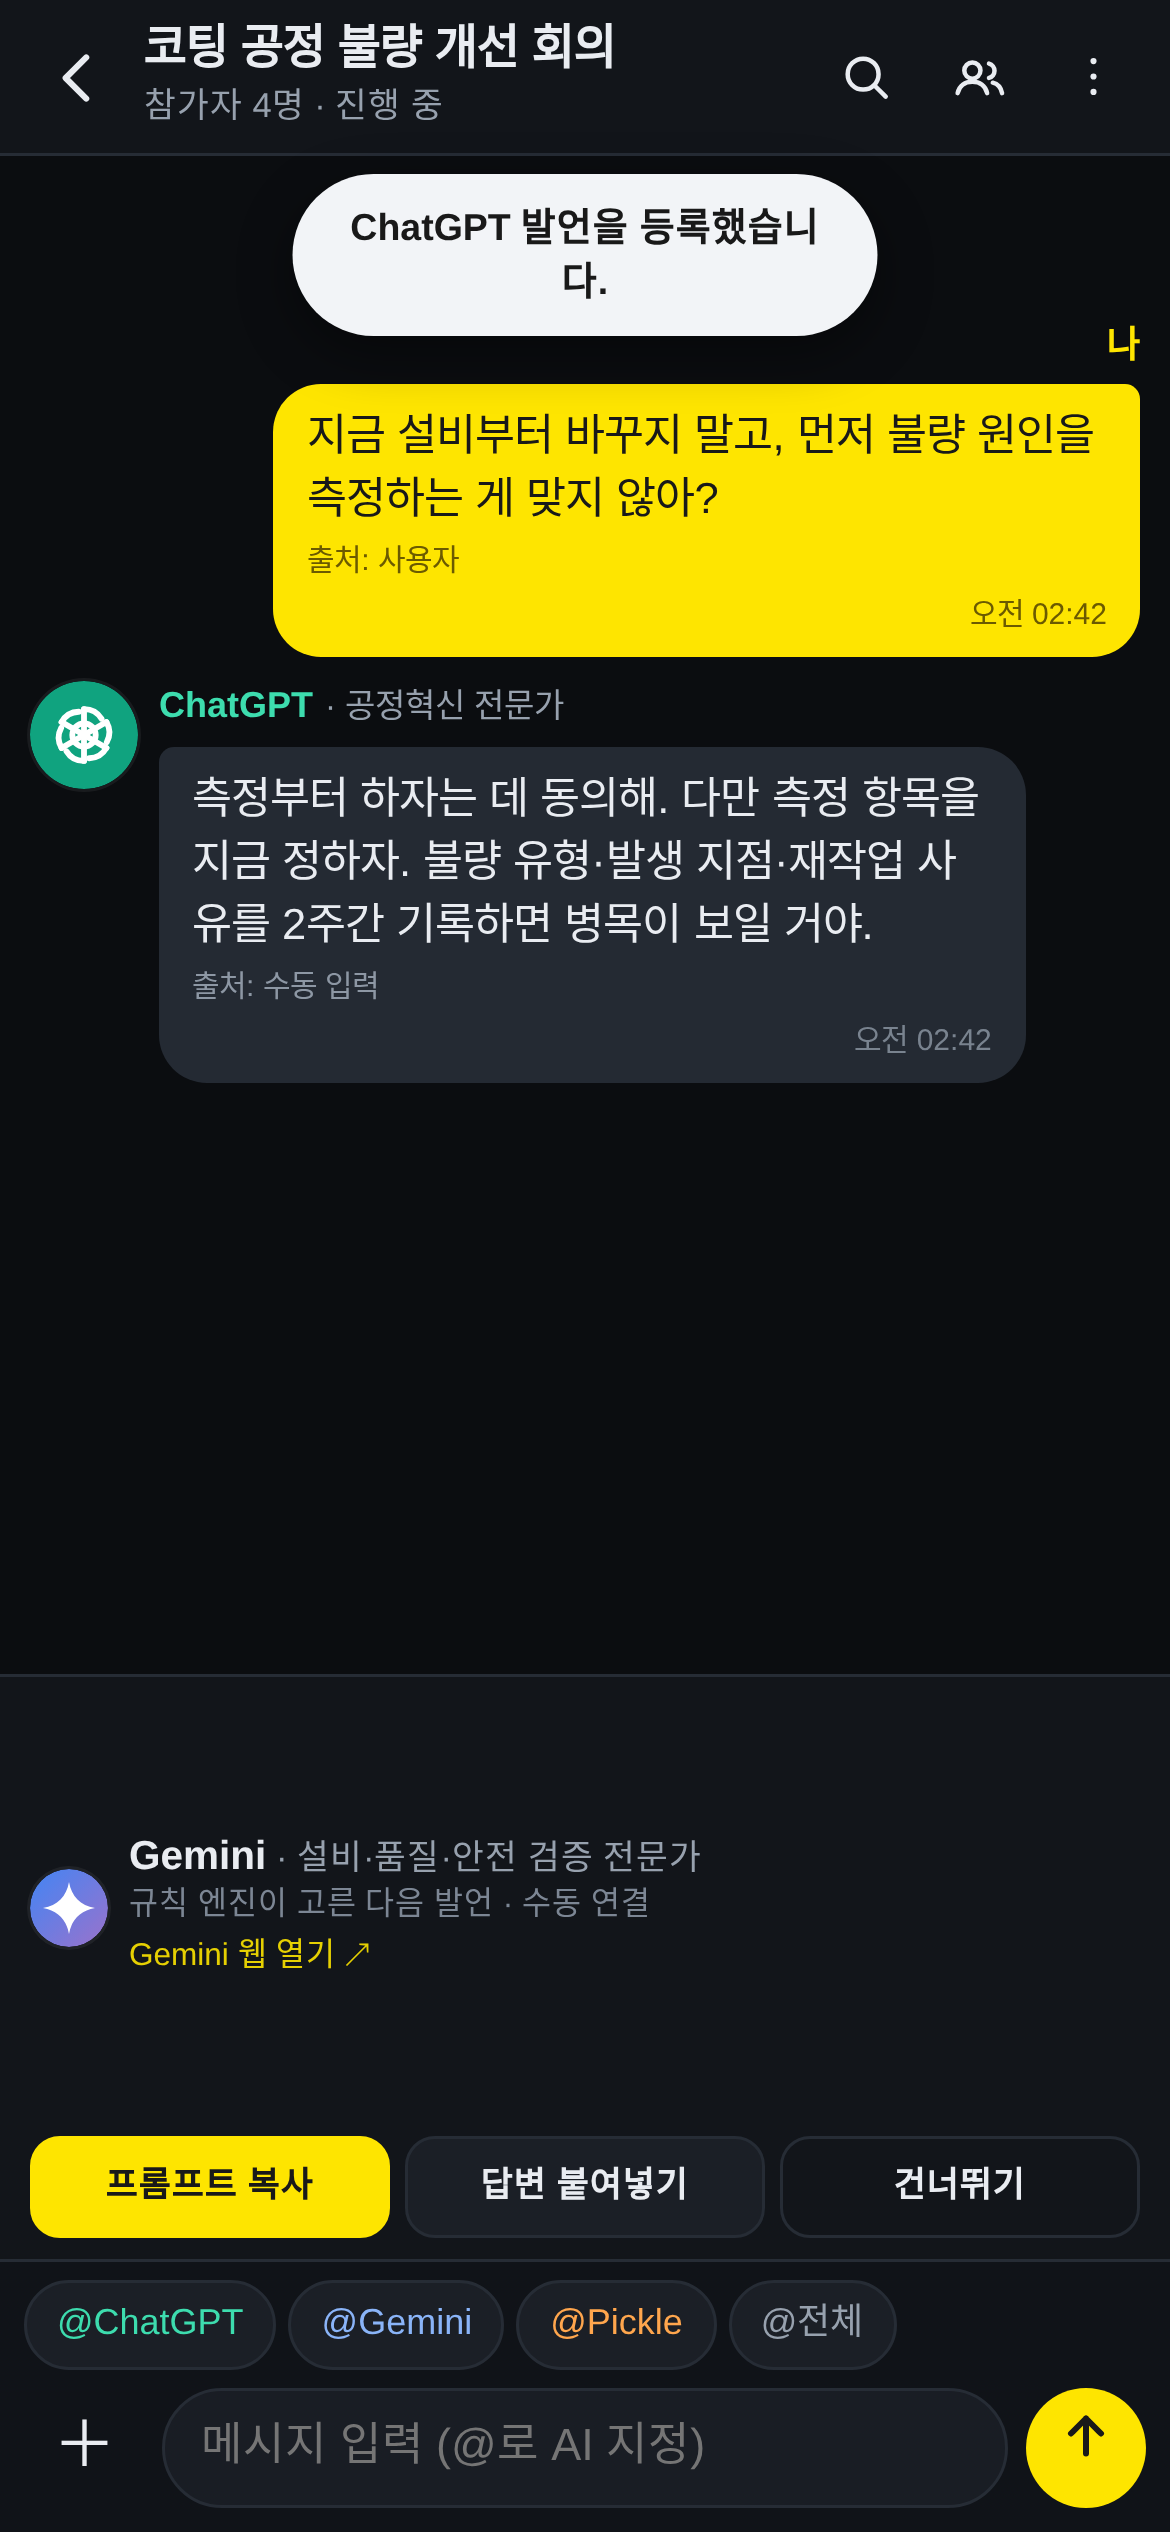 코팅 공정 불량 개선 회의
참가자 4명 · 진행 중
ChatGPT 발언을 등록했습니
다.
나
지금 설비부터 바꾸지 말고, 먼저 불량 원인을
측정하는 게 맞지 않아?
출처: 사용자
오전 02:42
ChatGPT · 공정혁신 전문가
측정부터 하자는 데 동의해. 다만 측정 항목을
지금 정하자. 불량 유형·발생 지점·재작업 사
유를 2주간 기록하면 병목이 보일 거야.
출처: 수동 입력
오전 02:42
Gemini · 설비·품질·안전 검증 전문가
규칙 엔진이 고른 다음 발언 · 수동 연결
Gemini 웹 열기 ↗
프롬프트 복사
답변 붙여넣기
건너뛰기
@ChatGPT
@Gemini
@Pickle
@전체
메시지 입력 (@로 AI 지정)